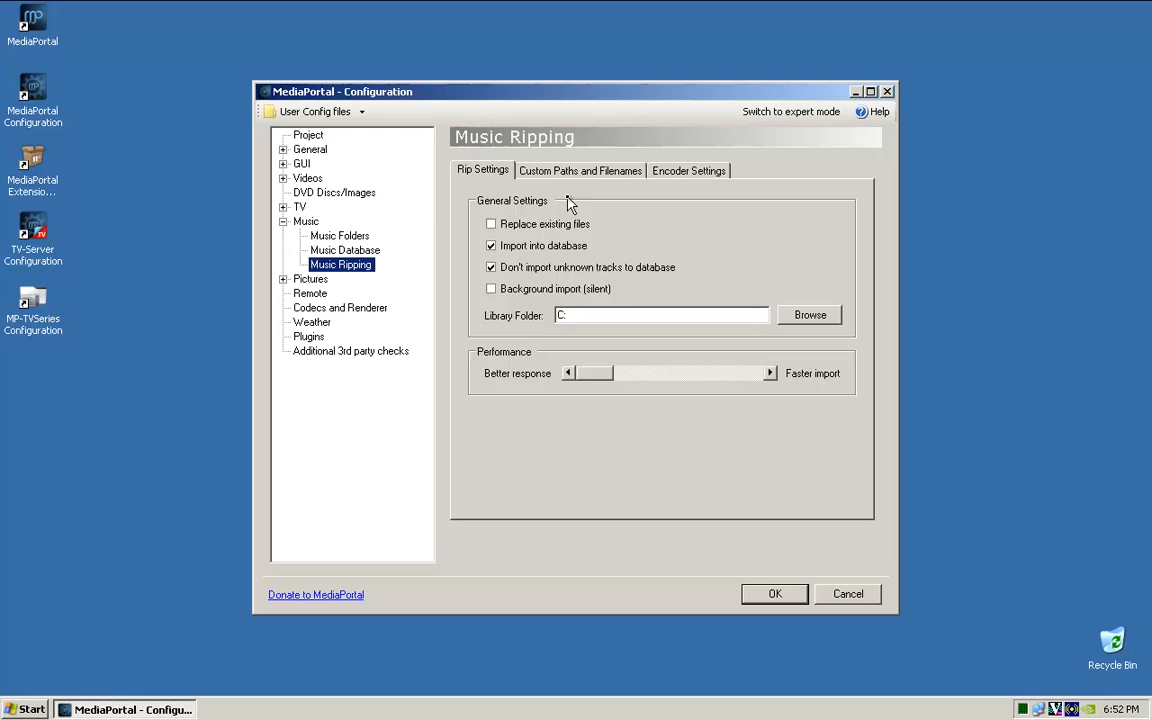 MediaPortal
MediaPortal
Configuration
MediaPortal
Extensio...
TV-Server
Configuration
MP-TVSeries
Configuration
MediaPortal - Configuration
User Config files
Switch to expert mode
Help
Project
General
GUI
Videos
DVD Discs/Images
TV
Music
Music Folders
Music Database
Music Ripping
Pictures
Remote
Codecs and Renderer
Weather
Plugins
Additional 3rd party checks
Music Ripping
Rip Settings
Custom Paths and Filenames
Encoder Settings
General Settings
Replace existing files
Import into database
Don't import unknown tracks to database
Background import (silent)
Library Folder:
C:
Browse
Performance
Better response
Faster import
Donate to MediaPortal
OK
Cancel
Recycle Bin
Start
MediaPortal - Configu...
6:52 PM